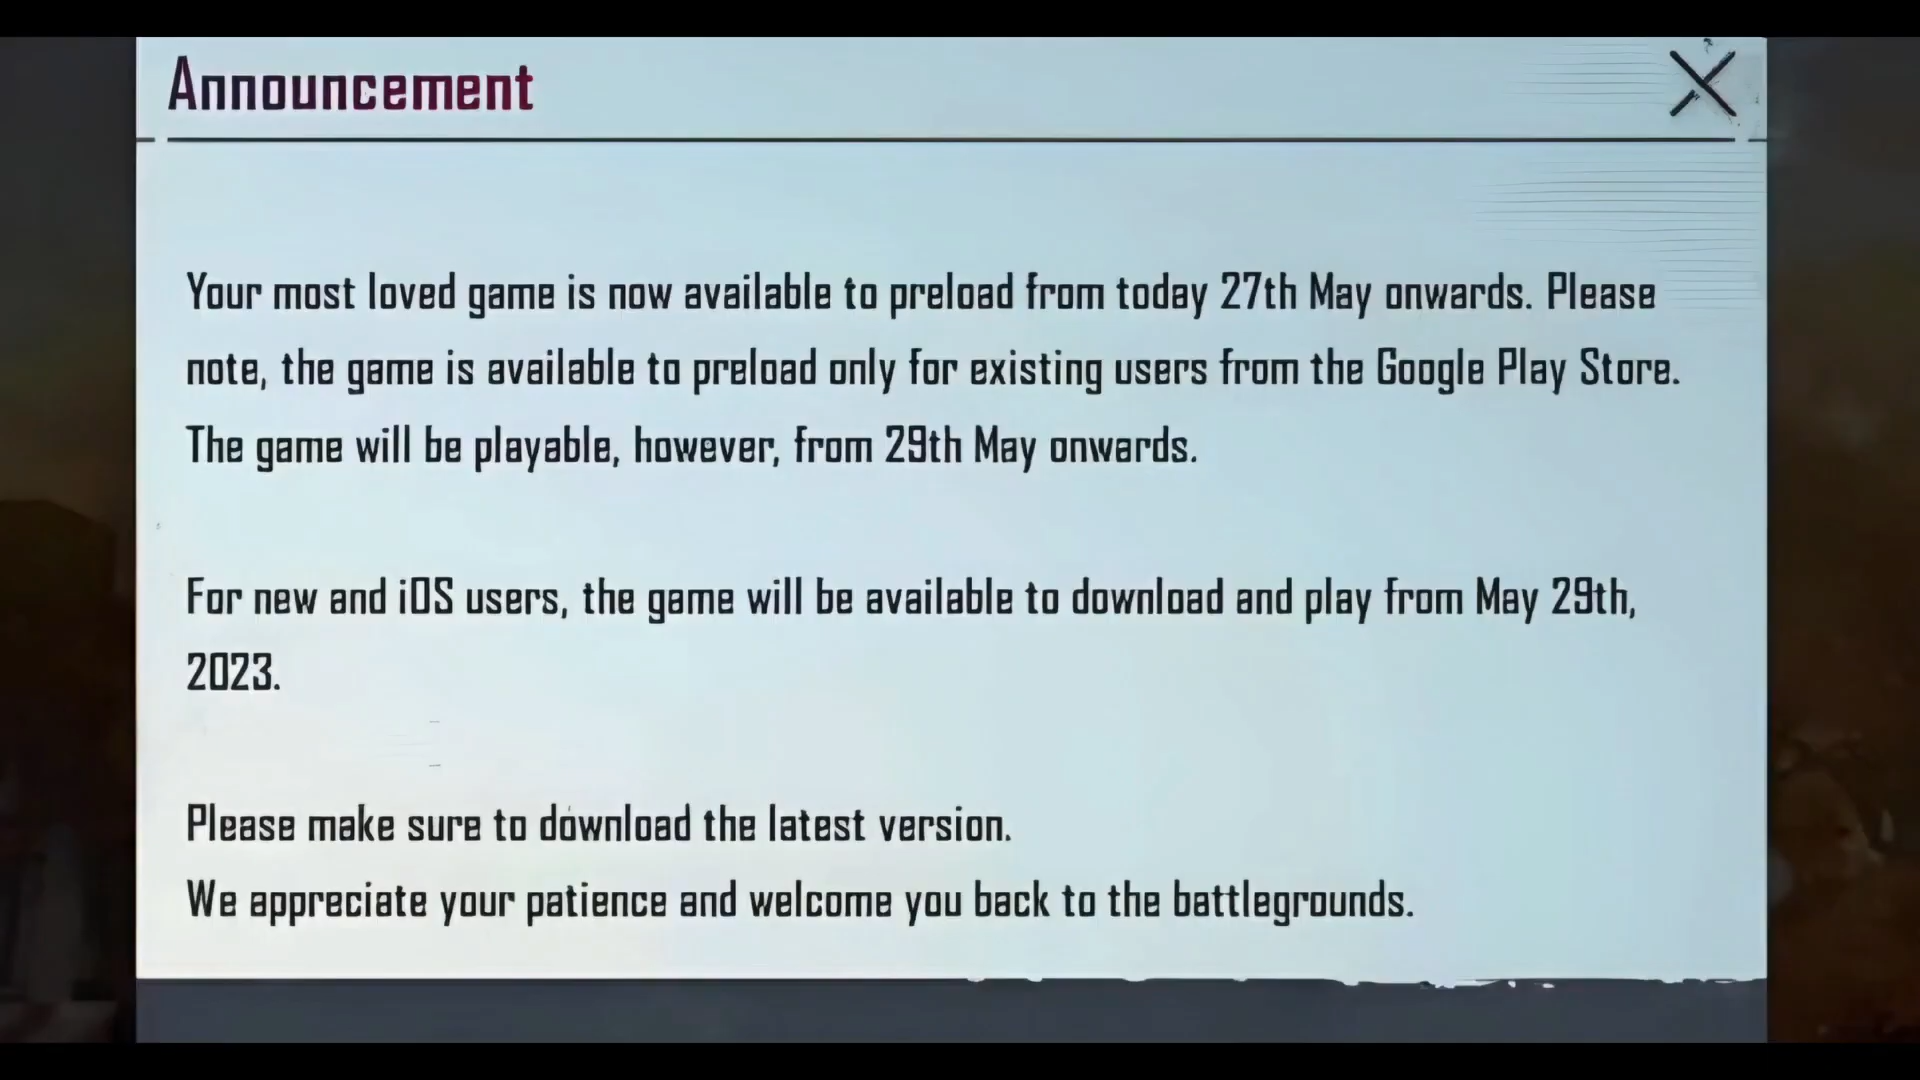 Announcement
Your most loved game is now available to preload from today 27th May onwards. Please
note, the game is available to preload only for existing users from the Google Play Store.
The game will be playable, however, from 29th May onwards.
For new and iOS users, the game will be available to download and play from May 29th,
2023.
Please make sure to download the latest version.
We appreciate your patience and welcome you back to the battlegrounds.